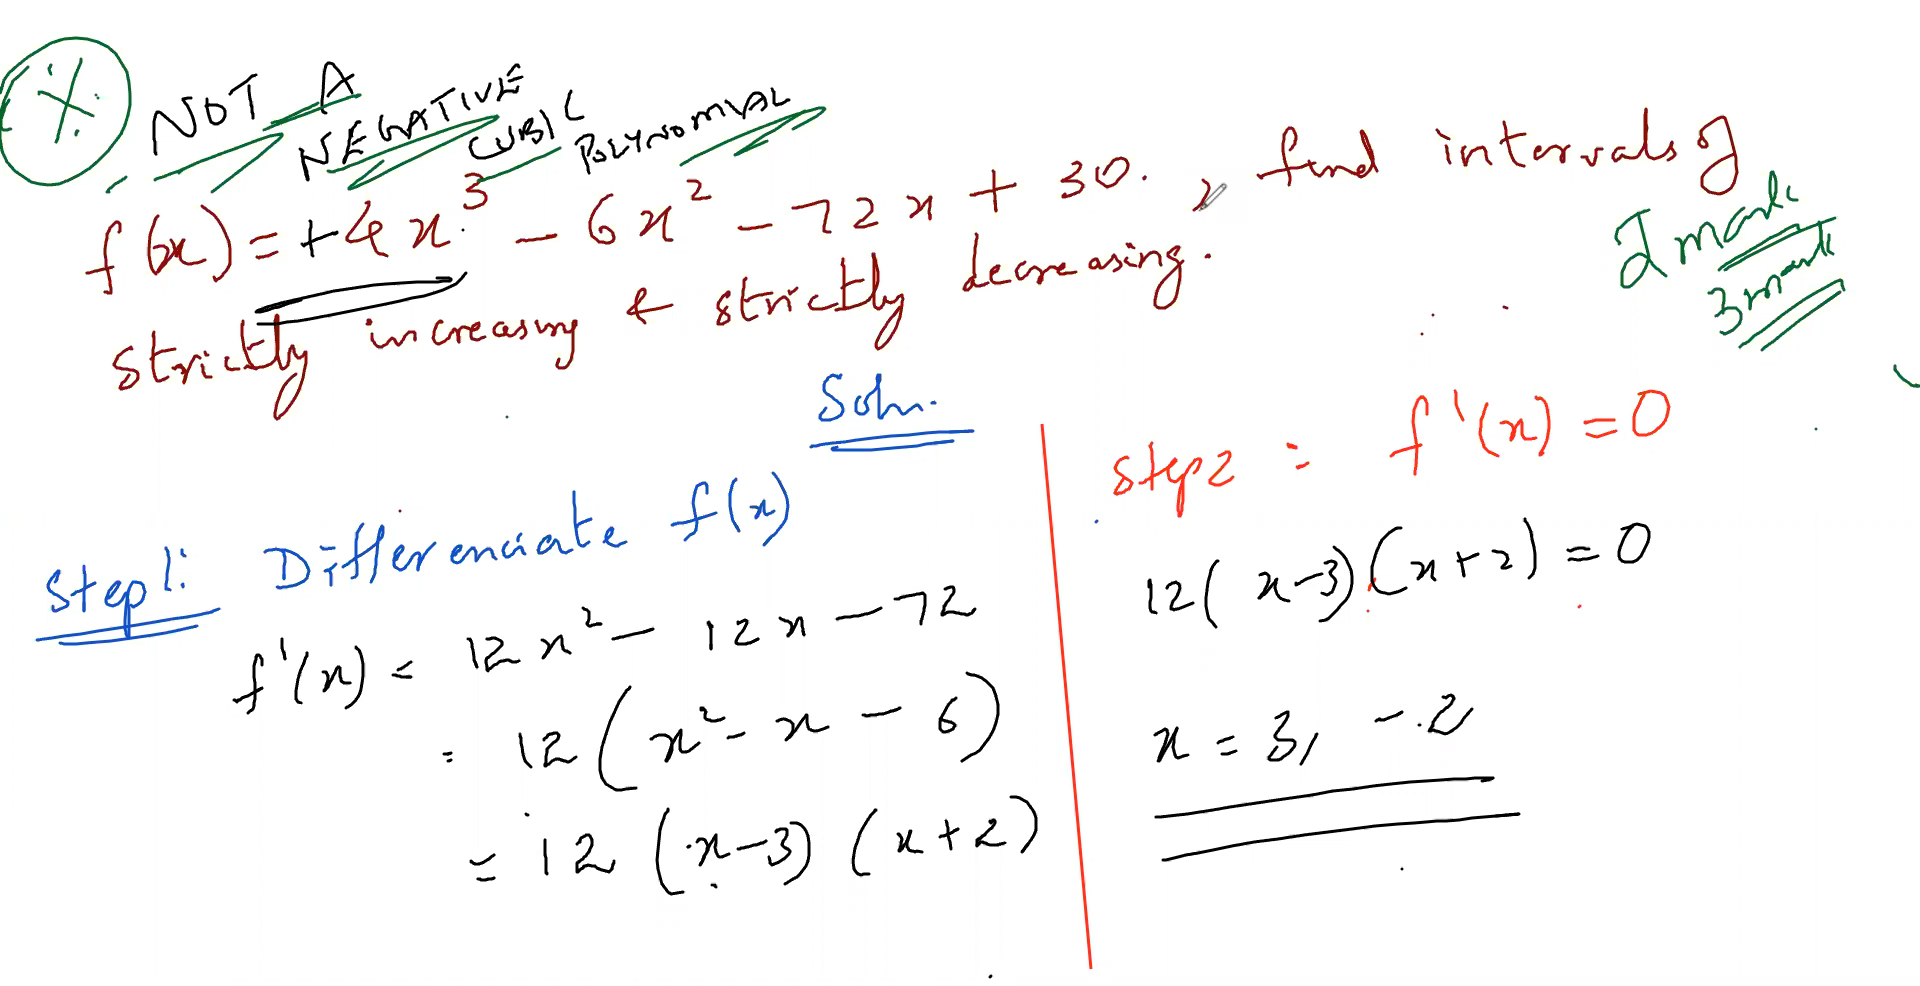 NOT A NEGATIVE CUBIC POLYNOMIAL
f(x) = +4x³ - 6x² - 72x + 30. , find intervals of
strictly increasing & strictly decreasing.
2 mark
3 mark
Soln.
Step 1: Differenciate f(x)
f'(x) = 12x² - 12x - 72
= 12(x² - x - 6)
= 12 (x-3) (x+2)
Step 2 : f'(x) = 0
12(x-3)(x+2) = 0
x = 3, -2